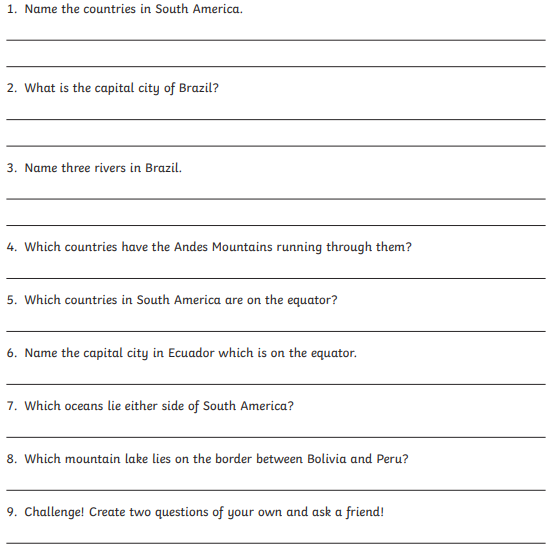 1. Name the countries in South America.
2. What is the capital city of Brazil?
3. Name three rivers in Brazil.
4. Which countries have the Andes Mountains running through them?
5. Which countries in South America are on the equator?
6. Name the capital city in Ecuador which is on the equator.
7. Which oceans lie either side of South America?
8. Which mountain lake lies on the border between Bolivia and Peru?
9. Challenge! Create two questions of your own and ask a friend!